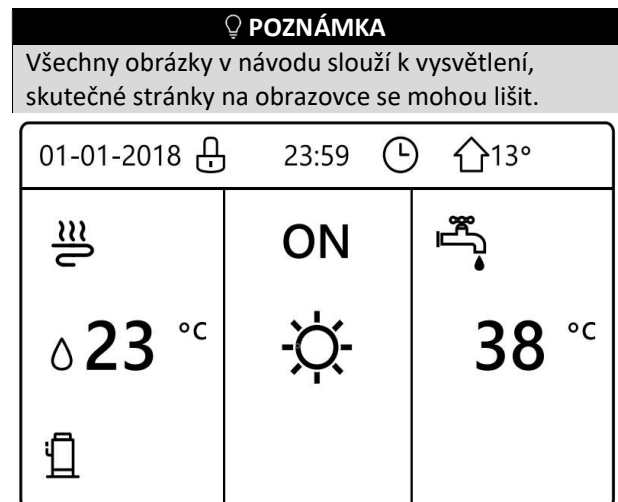 POZNÁMKA
Všechny obrázky v návodu slouží k vysvětlení,
skutečné stránky na obrazovce se mohou lišit.
01-01-2018 23:59 13°
ON
23 °C 38 °C